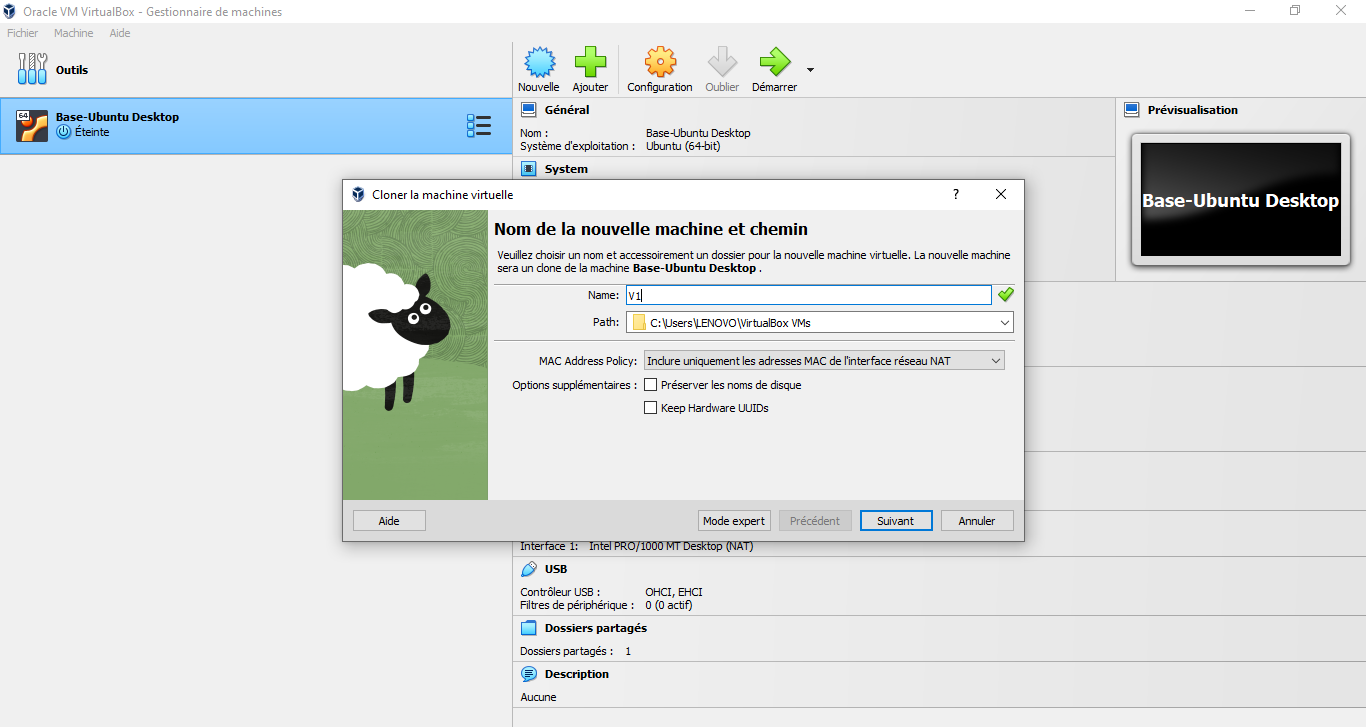 Oracle VM VirtualBox - Gestionnaire de machines
Fichier Machine Aide
Outils
Nouvelle Ajouter Configuration Oublier Démarrer
64
Base-Ubuntu Desktop
Éteinte
Général
Nom : Base-Ubuntu Desktop
Système d'exploitation : Ubuntu (64-bit)
System
Prévisualisation
Base-Ubuntu Desktop
Cloner la machine virtuelle
?
Nom de la nouvelle machine et chemin
Veuillez choisir un nom et accessoirement un dossier pour la nouvelle machine virtuelle. La nouvelle machine
sera un clone de la machine Base-Ubuntu Desktop .
Name: V1
Path: C:\Users\LENOVO\VirtualBox VMs
MAC Address Policy: Inclure uniquement les adresses MAC de l'interface réseau NAT
Options supplémentaires : Préserver les noms de disque
Keep Hardware UUIDs
Aide Mode expert Précédent Suivant Annuler
Interface 1: Intel PRO/1000 MT Desktop (NAT)
USB
Contrôleur USB : OHCI, EHCI
Filtres de périphérique : 0 (0 actif)
Dossiers partagés
Dossiers partagés : 1
Description
Aucune